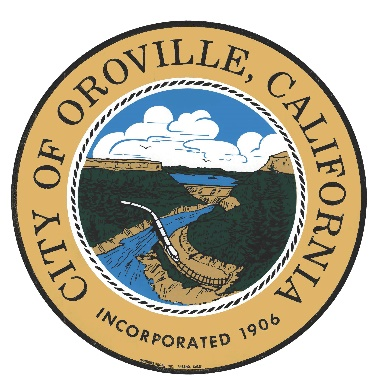 CITY OF OROVILLE, CALIFORNIA
INCORPORATED 1906